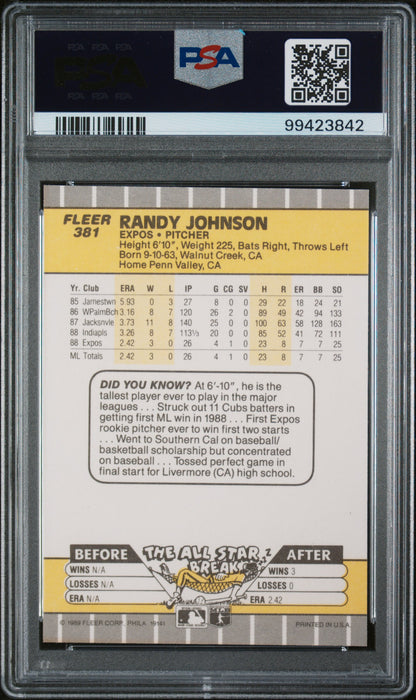 PSA PSA PSA
PSA
PSA PSA PSA
PSA
99423842
FLEER
381
RANDY JOHNSON
EXPOS • PITCHER
Height 6'10", Weight 225, Bats Right, Throws Left
Born 9-10-63, Walnut Creek, CA
Home Penn Valley, CA
Yr. Club ERA W L IP G CG SV H R ER BB SO
85 Jamestwn 5.93 0 3 27⅓ 8 0 0 29 22 18 24 21
86 WPalmBch 3.16 8 7 120 26 2 0 89 49 42 94 133
87 Jacksnvle 3.73 11 8 140 25 0 0 100 63 58 128 163
88 Indiapls 3.26 8 7 113⅓ 20 0 0 85 52 41 72 111
88 Expos 2.42 3 0 26 4 1 0 23 8 7 7 25
ML Totals 2.42 3 0 26 4 1 0 23 8 7 7 25
DID YOU KNOW? At 6'-10", he is the
tallest player ever to play in the major
leagues . . . Struck out 11 Cubs batters in
getting first ML win in 1988 . . . First Expos
rookie pitcher ever to win first two starts
. . . Went to Southern Cal on baseball/
basketball scholarship but concentrated
on baseball . . . Tossed perfect game in
final start for Livermore (CA) high school.
BEFORE THE ALL STAR BREAK AFTER
WINS N/A WINS 3
LOSSES N/A LOSSES 0
ERA N/A ERA 2.42
© 1989 FLEER CORP., PHILA. 19141 PRINTED IN U.S.A.